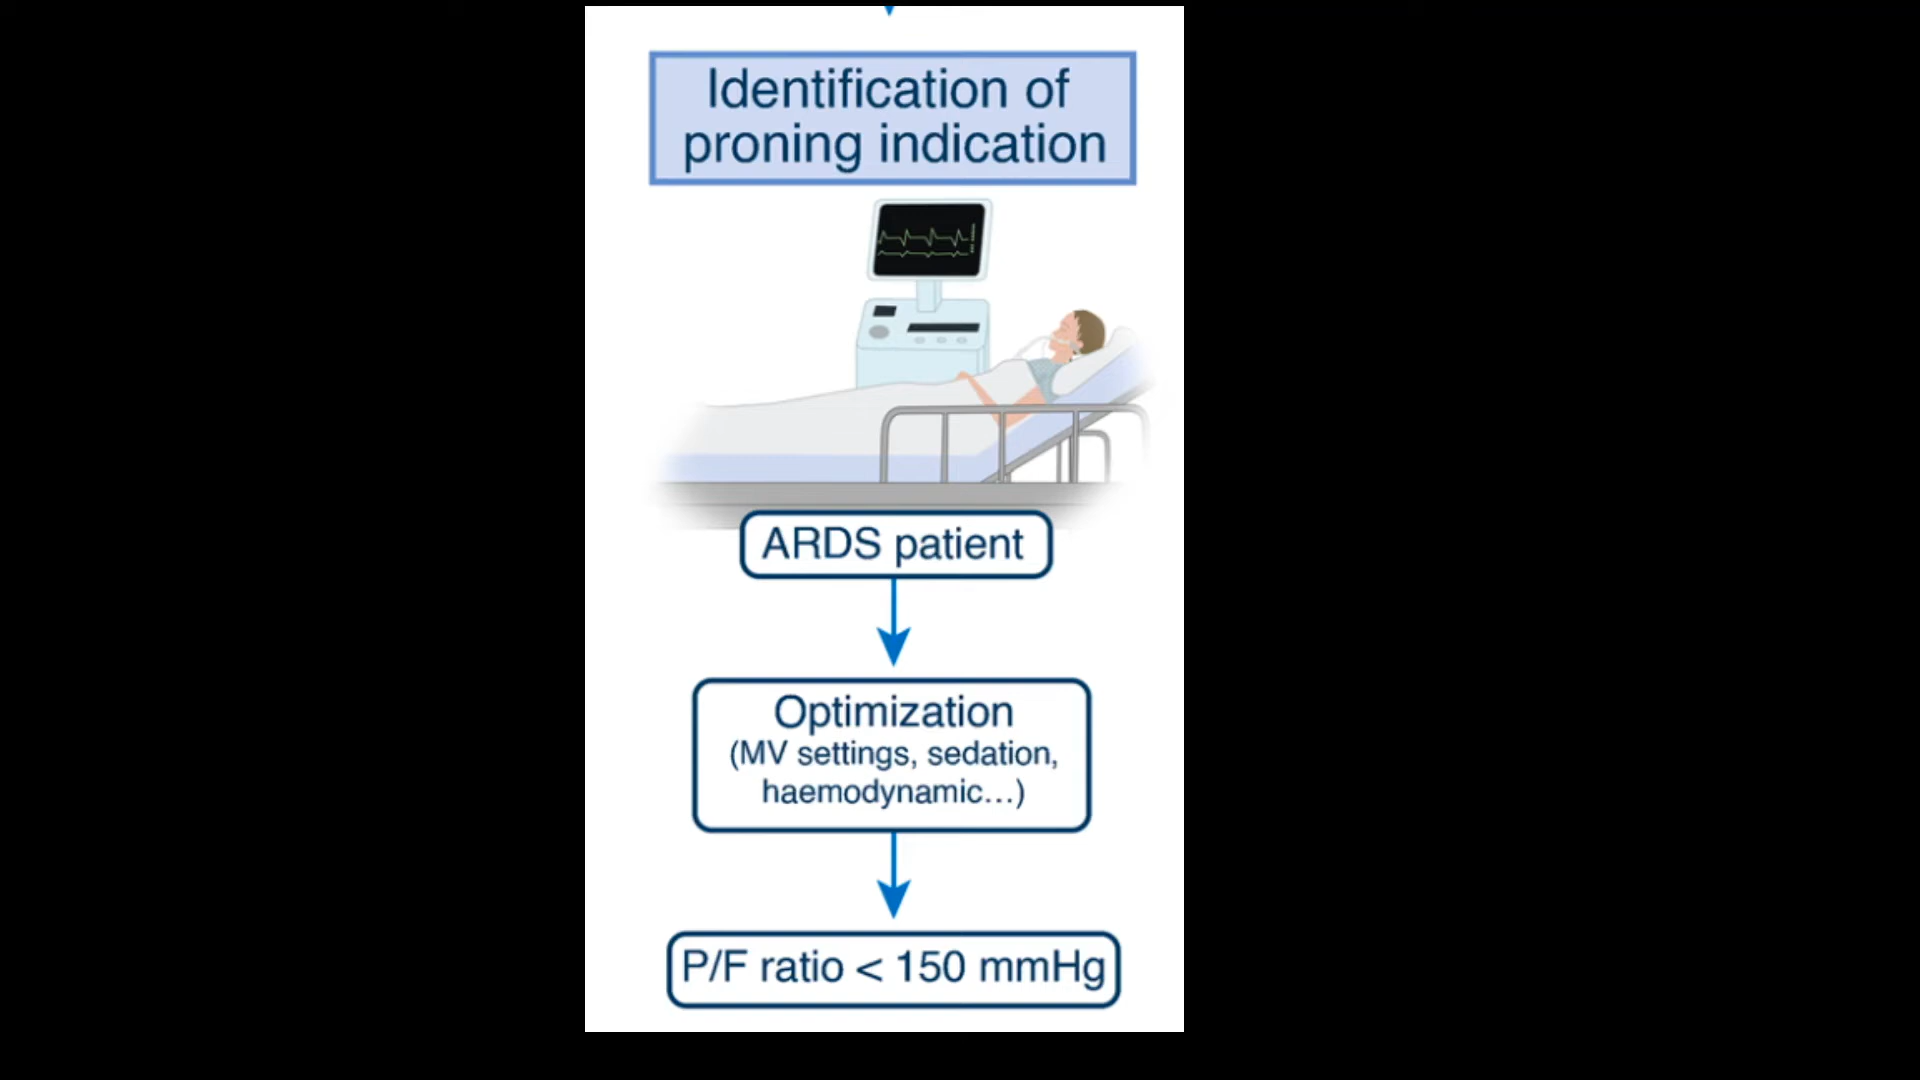 Identification of
proning indication
ARDS patient
Optimization
(MV settings, sedation,
haemodynamic...)
P/F ratio < 150 mmHg